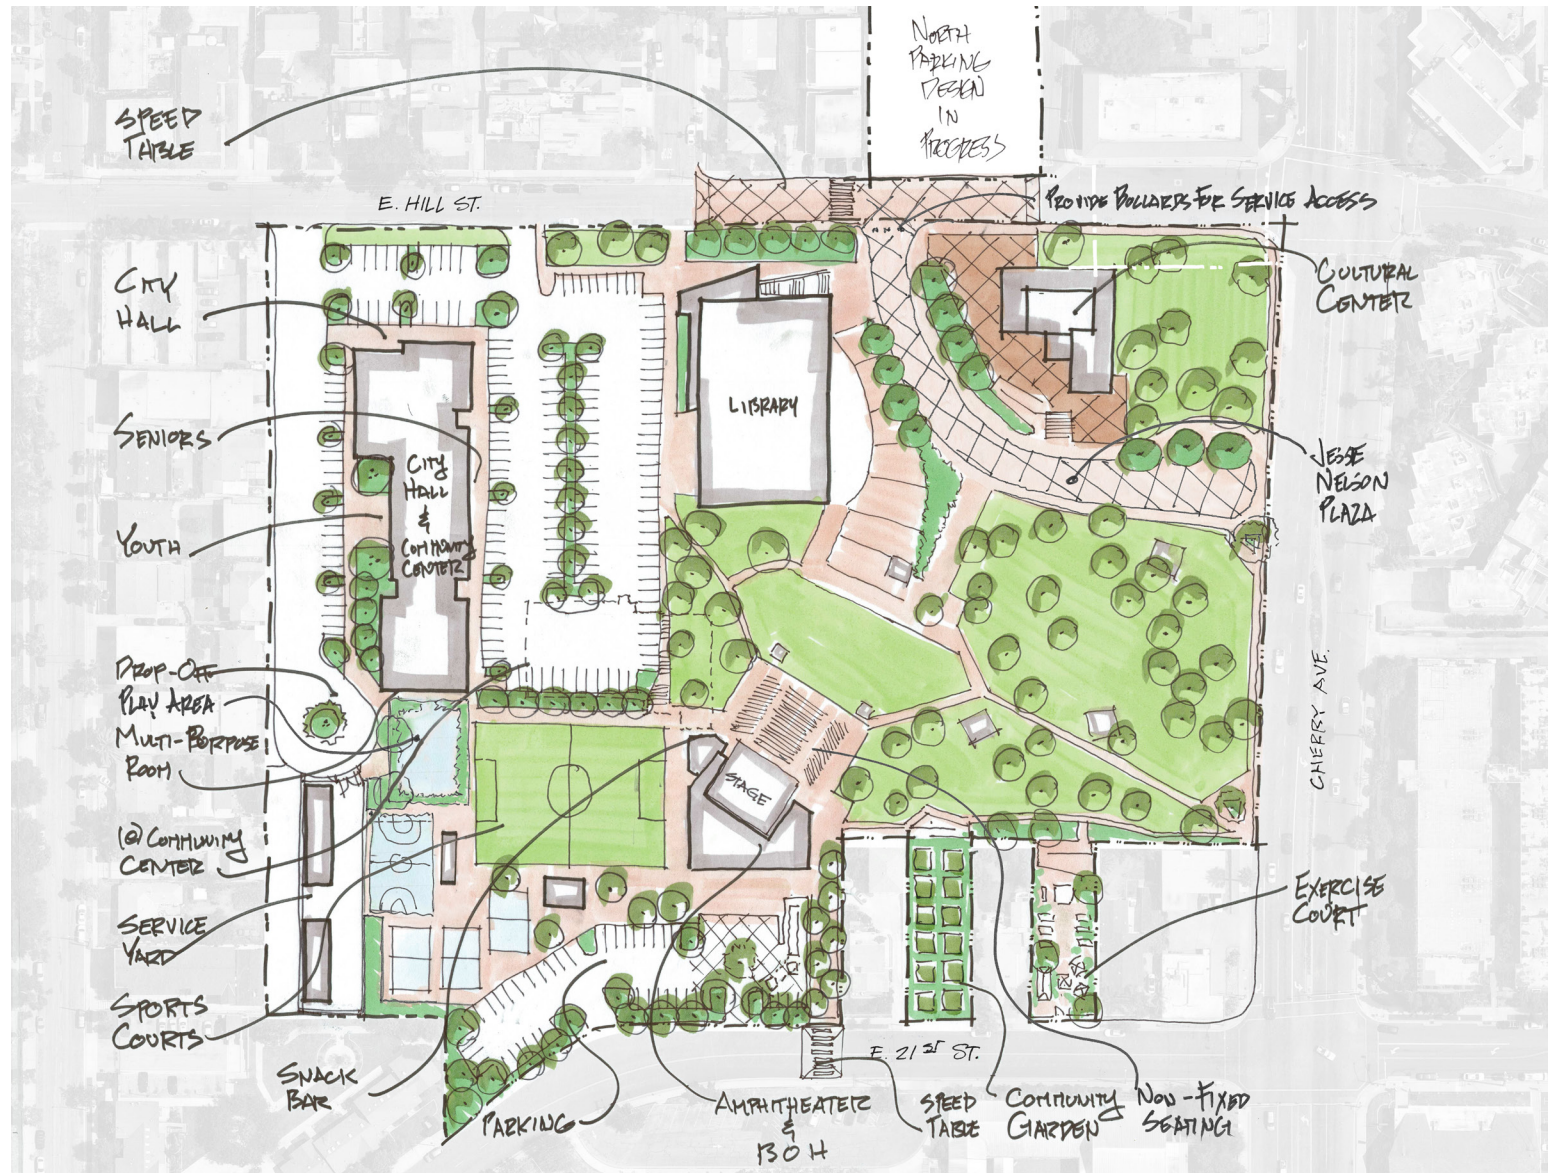 NORTH
PARKING
DESIGN
IN
PROGRESS
SPEED
TABLE
E. HILL ST.
PROVIDE BOLLARDS FOR SERVICE ACCESS
CITY
HALL
CULTURAL
CENTER
LIBRARY
SENIORS
CITY
HALL
&
COMMUNITY
CENTER
JESSE
NELSON
PLAZA
YOUTH
DROP-OFF
PLAY AREA
MULTI-PURPOSE
ROOM
CHERRY AVE.
STAGE
(@) COMMUNITY
CENTER
SERVICE
YARD
EXERCISE
COURT
SPORTS
COURTS
E. 21ST ST.
SNACK
BAR
PARKING
AMPHITHEATER
&
BOH
SPEED
TABLE
COMMUNITY
GARDEN
NON-FIXED
SEATING